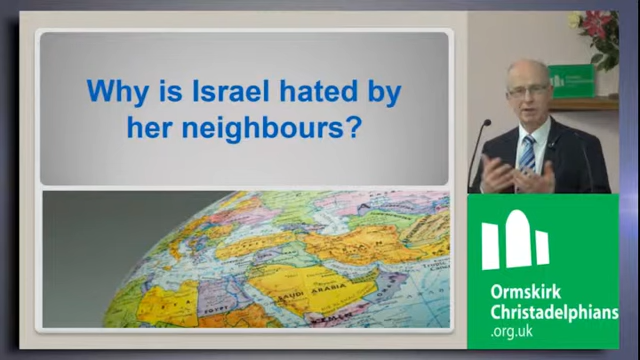 Why is Israel hated by
her neighbours?
SAUDI ARABIA
EGYPT
Ormskirk
Christadelphians
.org.uk